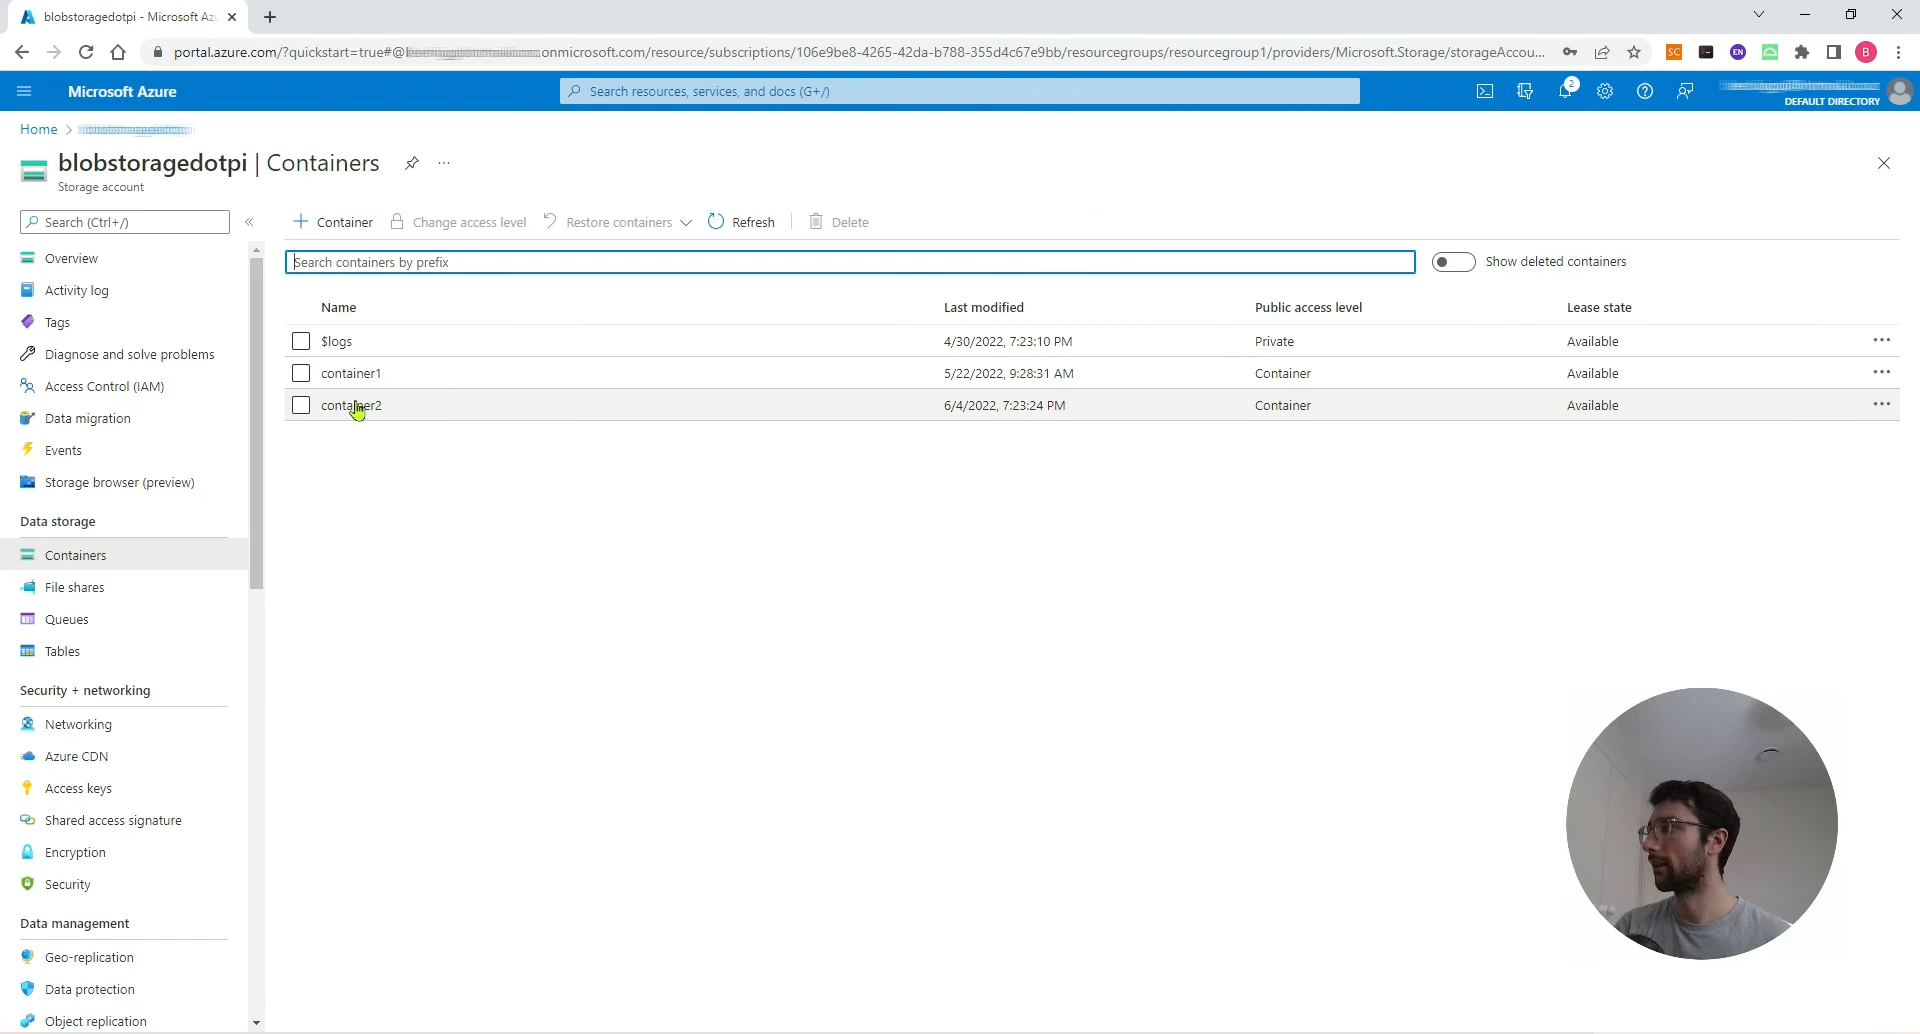 blobstoragedotpi - Microsoft Az
portal.azure.com/?quickstart=true#@l
.onmicrosoft.com/resource/subscriptions/106e9be8-4265-42da-b788-355d4c67e9bb/resourcegroups/resourcegroup1/providers/Microsoft.Storage/storageAccou...
SC
EN
B
Microsoft Azure
Search resources, services, and docs (G+/)
2
DEFAULT DIRECTORY
Home >
blobstoragedotpi | Containers
Storage account
Search (Ctrl+/)
Container
Change access level
Restore containers
Refresh
Delete
Overview
Activity log
Tags
Diagnose and solve problems
Access Control (IAM)
Data migration
Events
Storage browser (preview)
Data storage
Containers
File shares
Queues
Tables
Security + networking
Networking
Azure CDN
Access keys
Shared access signature
Encryption
Security
Data management
Geo-replication
Data protection
Object replication
Search containers by prefix
Show deleted containers
Name Last modified Public access level Lease state
$logs 4/30/2022, 7:23:10 PM Private Available
container1 5/22/2022, 9:28:31 AM Container Available
container2 6/4/2022, 7:23:24 PM Container Available